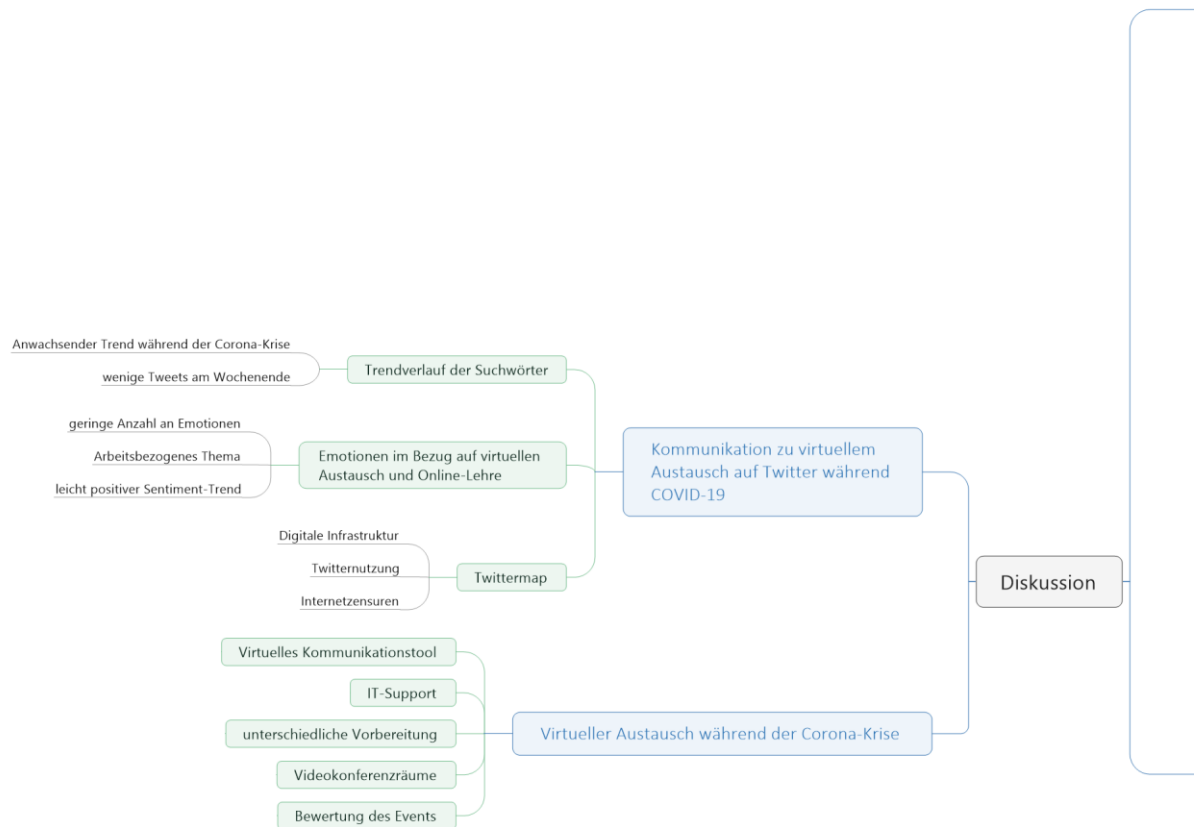 Anwachsender Trend während der Corona-Krise
wenige Tweets am Wochenende
Trendverlauf der Suchwörter
geringe Anzahl an Emotionen
Arbeitsbezogenes Thema
leicht positiver Sentiment-Trend
Emotionen im Bezug auf virtuellen
Austausch und Online-Lehre
Digitale Infrastruktur
Twitternutzung
Internetzensuren
Twittermap
Kommunikation zu virtuellem
Austausch auf Twitter während
COVID-19
Virtuelles Kommunikationstool
IT-Support
unterschiedliche Vorbereitung
Videokonferenzräume
Bewertung des Events
Virtueller Austausch während der Corona-Krise
Diskussion